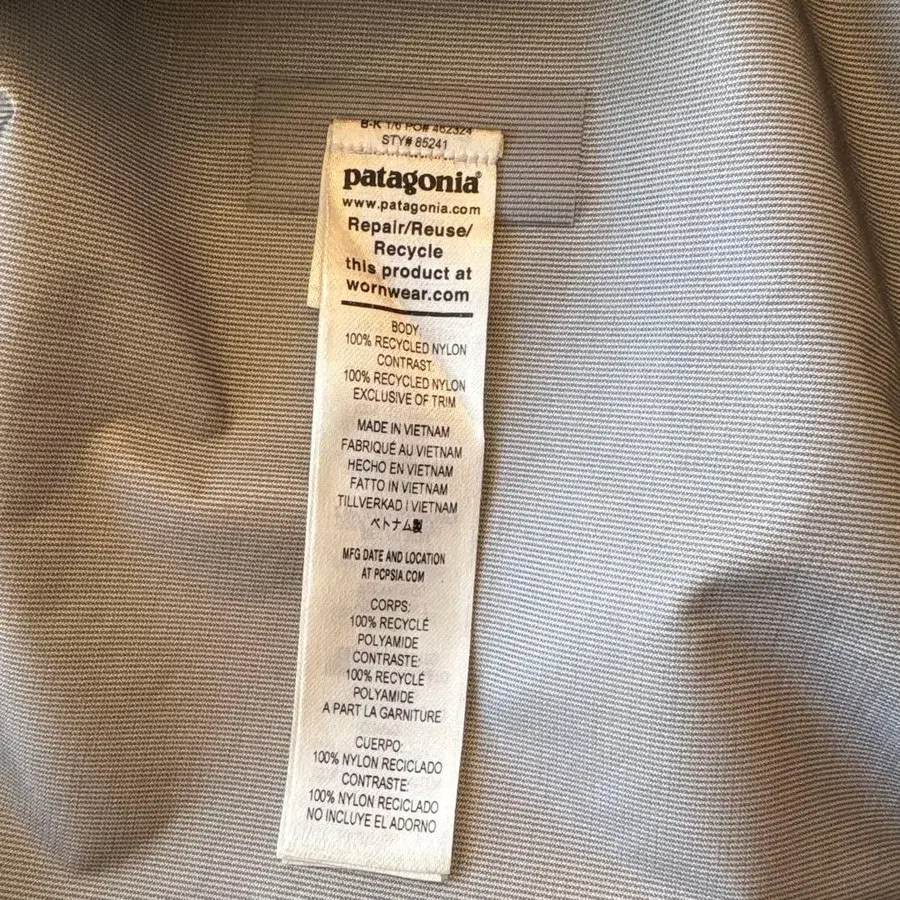 B-K 1/6 PO# 462324
STY# 85241
patagonia®
www.patagonia.com
Repair/Reuse/
Recycle
this product at
wornwear.com
BODY:
100% RECYCLED NYLON
CONTRAST:
100% RECYCLED NYLON
EXCLUSIVE OF TRIM
MADE IN VIETNAM
FABRIQUÉ AU VIETNAM
HECHO EN VIETNAM
FATTO IN VIETNAM
TILLVERKAD I VIETNAM
ベトナム製
MFG DATE AND LOCATION
AT PCPSIA.COM
CORPS:
100% RECYCLÉ
POLYAMIDE
CONTRASTE:
100% RECYCLÉ
POLYAMIDE
A PART LA GARNITURE
CUERPO:
100% NYLON RECICLADO
CONTRASTE:
100% NYLON RECICLADO
NO INCLUYE EL ADORNO